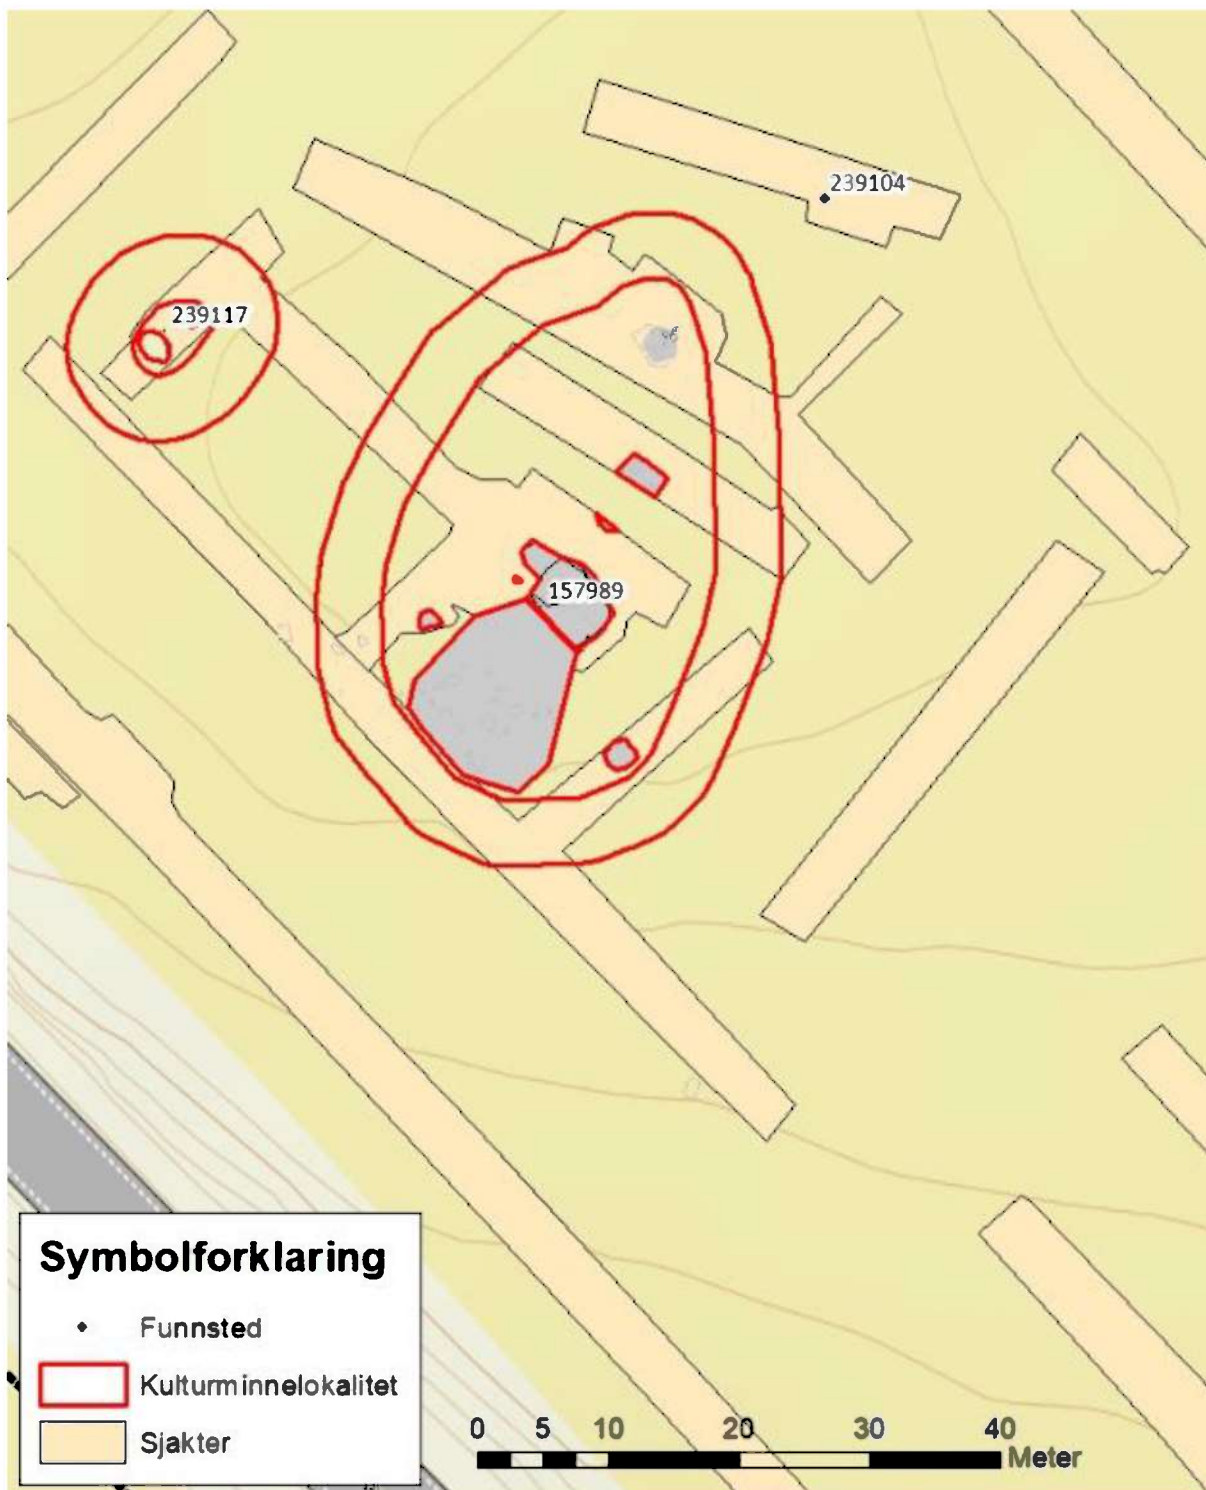 239104
239117
157989
Symbolforklaring
Funnsted
Kulturminnelokalitet
Sjakter
0 5 10 20 30 40
Meter